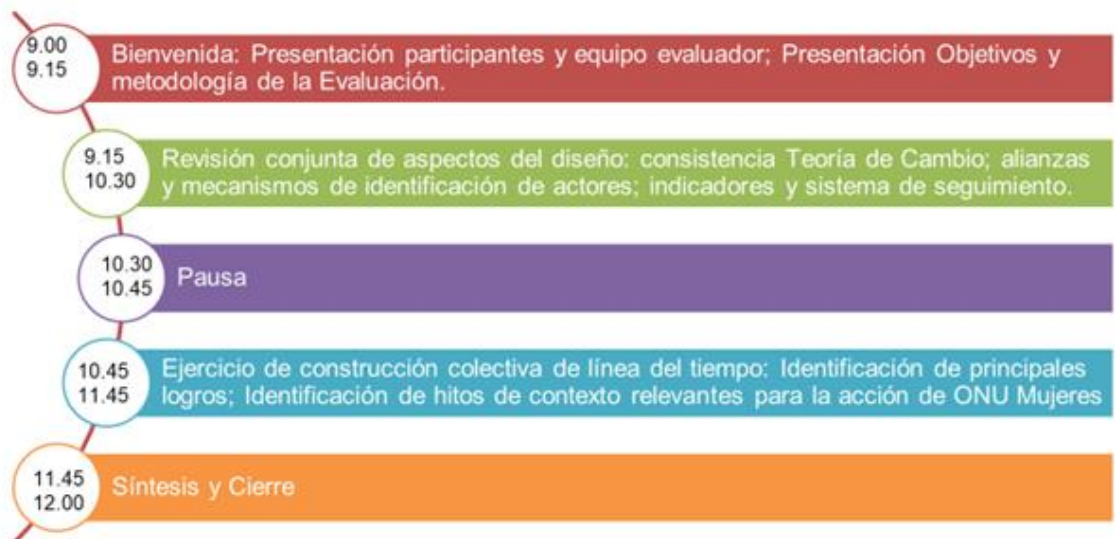 9.00
9.15
Bienvenida: Presentación participantes y equipo evaluador; Presentación Objetivos y
metodología de la Evaluación.
9.15
10.30
Revisión conjunta de aspectos del diseño: consistencia Teoría de Cambio; alianzas
y mecanismos de identificación de actores; indicadores y sistema de seguimiento.
10.30
10.45
Pausa
10.45
11.45
Ejercicio de construcción colectiva de línea del tiempo: Identificación de principales
logros; Identificación de hitos de contexto relevantes para la acción de ONU Mujeres
11.45
12.00
Síntesis y Cierre